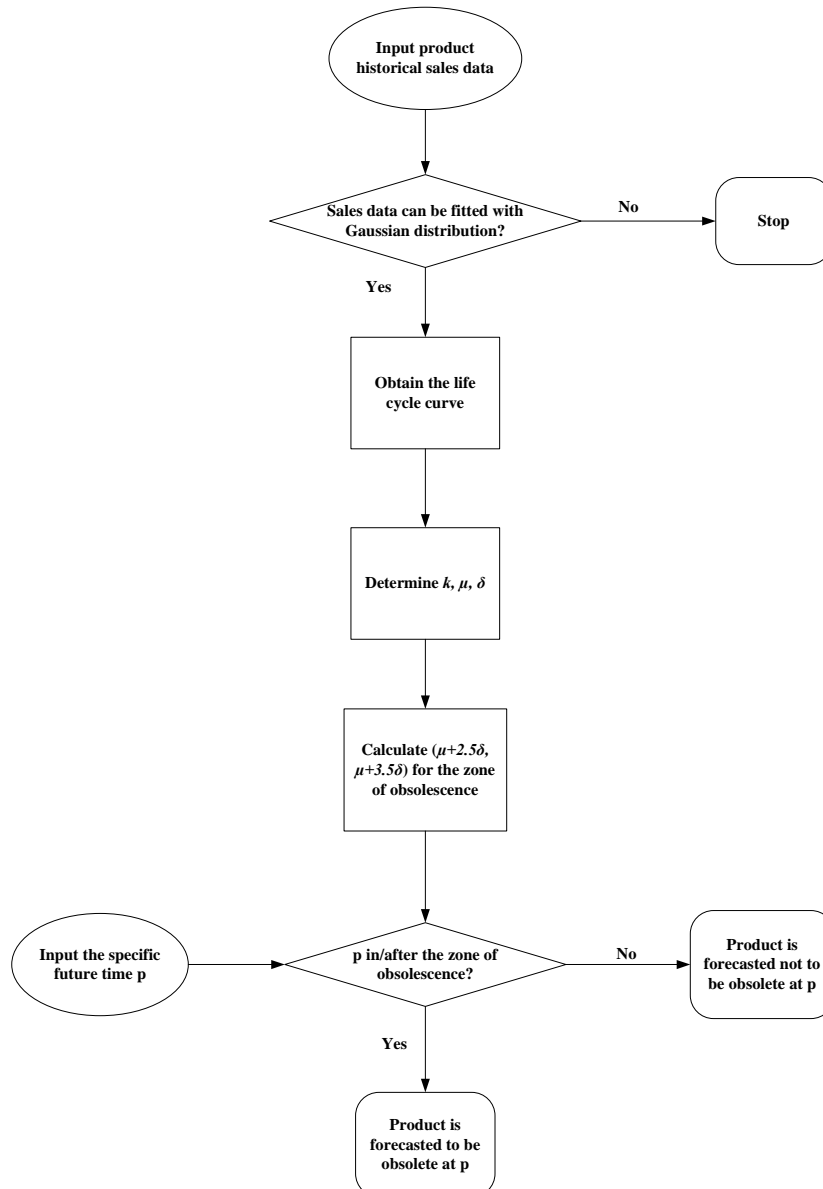 Input product
historical sales data
Sales data can be fitted with
Gaussian distribution?
No
Stop
Yes
Obtain the life
cycle curve
Determine k, μ, δ
Calculate (μ+2.5δ,
μ+3.5δ) for the zone
of obsolescence
Input the specific
future time p
p in/after the zone of
obsolescence?
No
Product is
forecasted not to
be obsolete at p
Yes
Product is
forecasted to be
obsolete at p